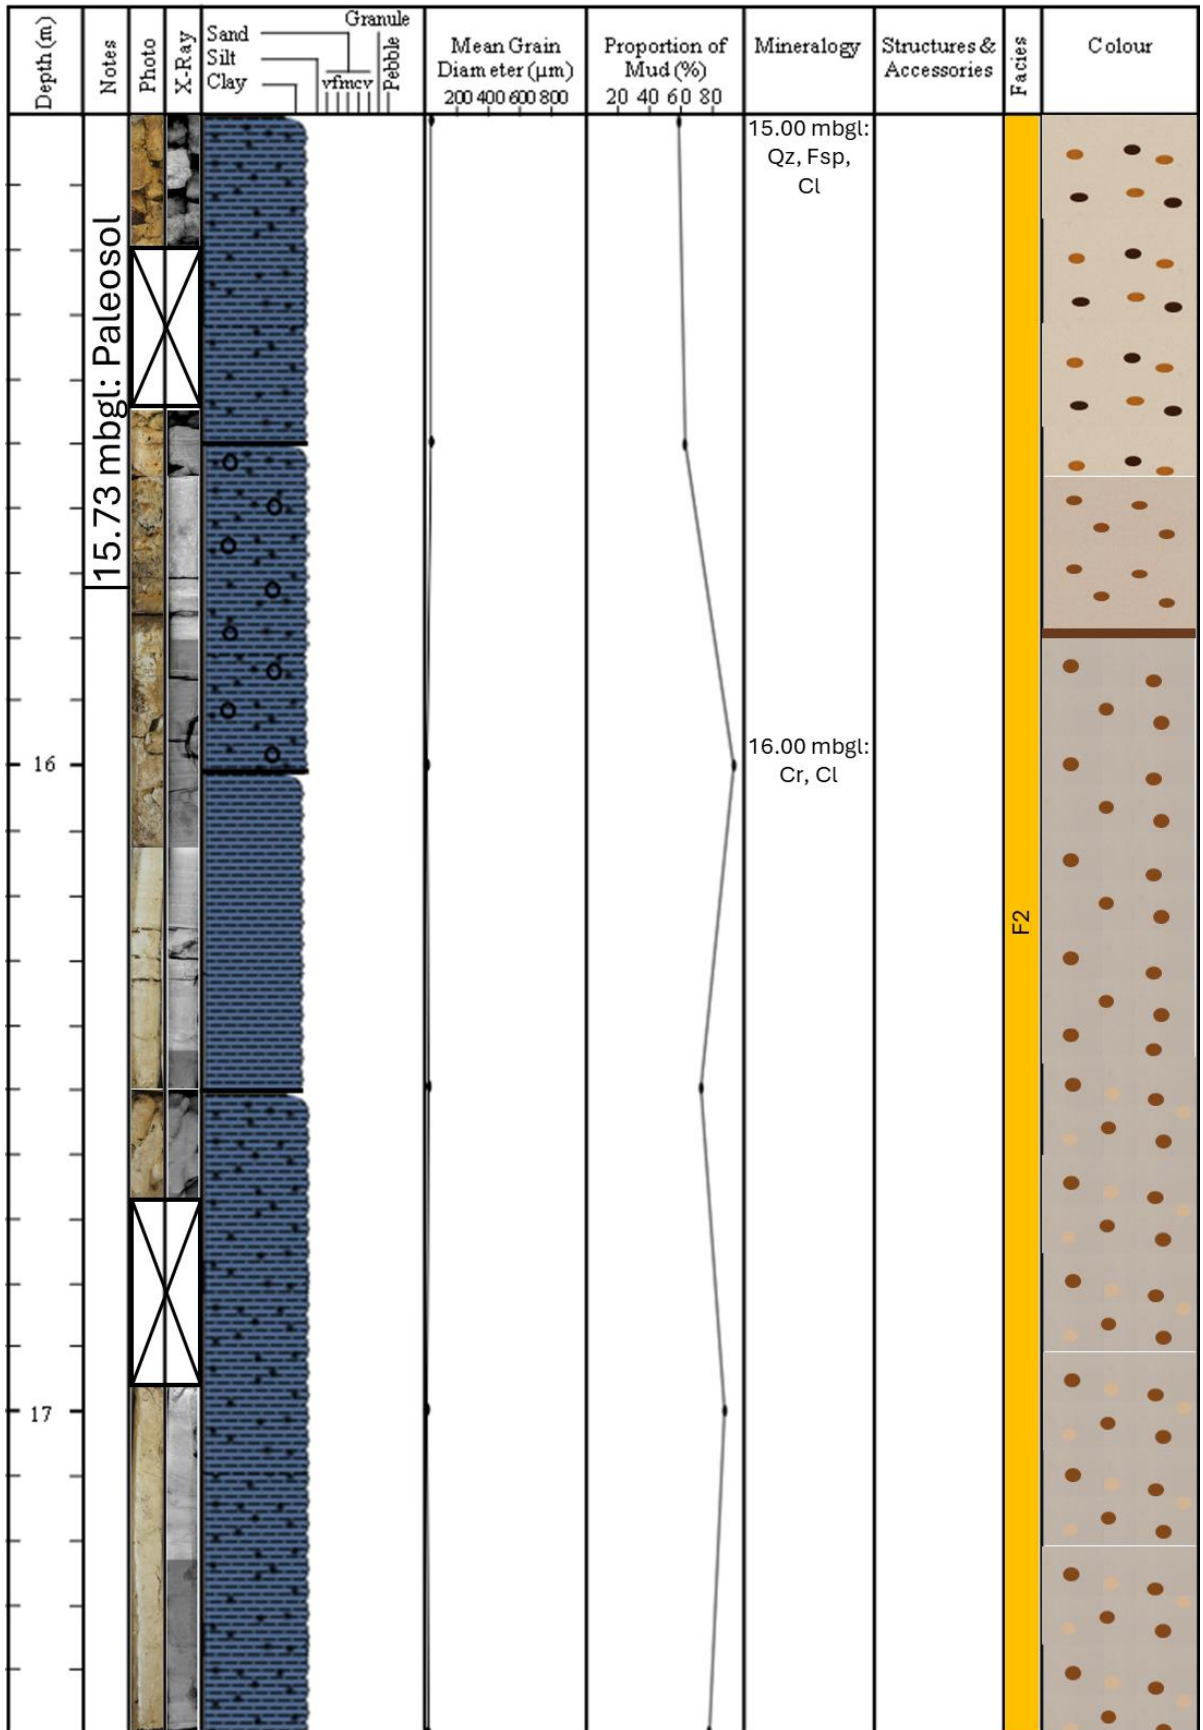 Depth (m)
Notes
Photo
X-Ray
Sand
Silt
Clay
vfmcv
Granule
Pebble
Mean Grain
Diameter (μm)
200 400 600 800
Proportion of
Mud (%)
20 40 60 80
Mineralogy
Structures &
Accessories
Facies
Colour
15.73 mbgl: Paleosol
15.00 mbgl:
Qz, Fsp,
Cl
16
16.00 mbgl:
Cr, Cl
F2
17